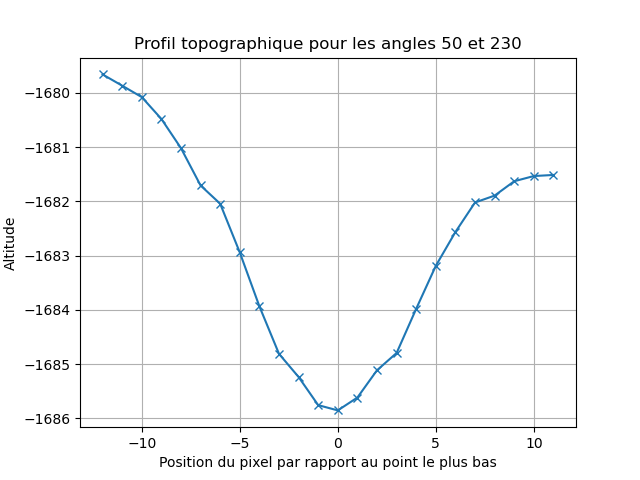 Profil topographique pour les angles 50 et 230
−1680
−1681
−1682
−1683
−1684
−1685
−1686
Altitude
−10 −5 0 5 10
Position du pixel par rapport au point le plus bas